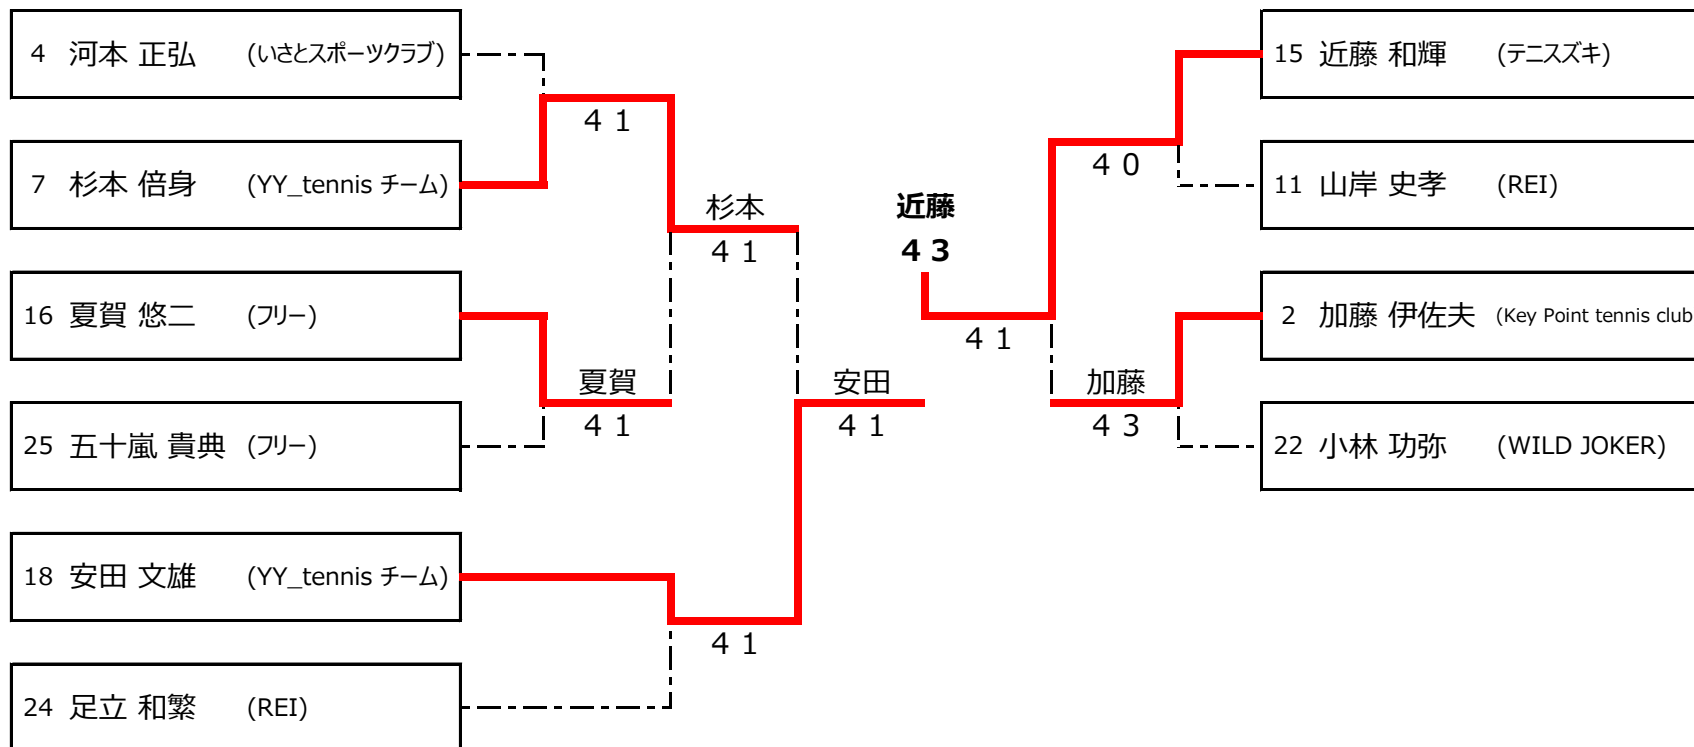 4 河本 正弘 (いさとスポーツクラブ)
4 1
7 杉本 倍身 (YY_tennis チーム)
杉本
4 1
16 夏賀 悠二 (フリー)
夏賀
4 1
25 五十嵐 貴典 (フリー)
安田
4 1
18 安田 文雄 (YY_tennis チーム)
4 1
24 足立 和繁 (REI)
近藤
4 3
4 1
15 近藤 和輝 (テニスズキ)
4 0
11 山岸 史孝 (REI)
2 加藤 伊佐夫 (Key Point tennis club
加藤
4 3
22 小林 功弥 (WILD JOKER)